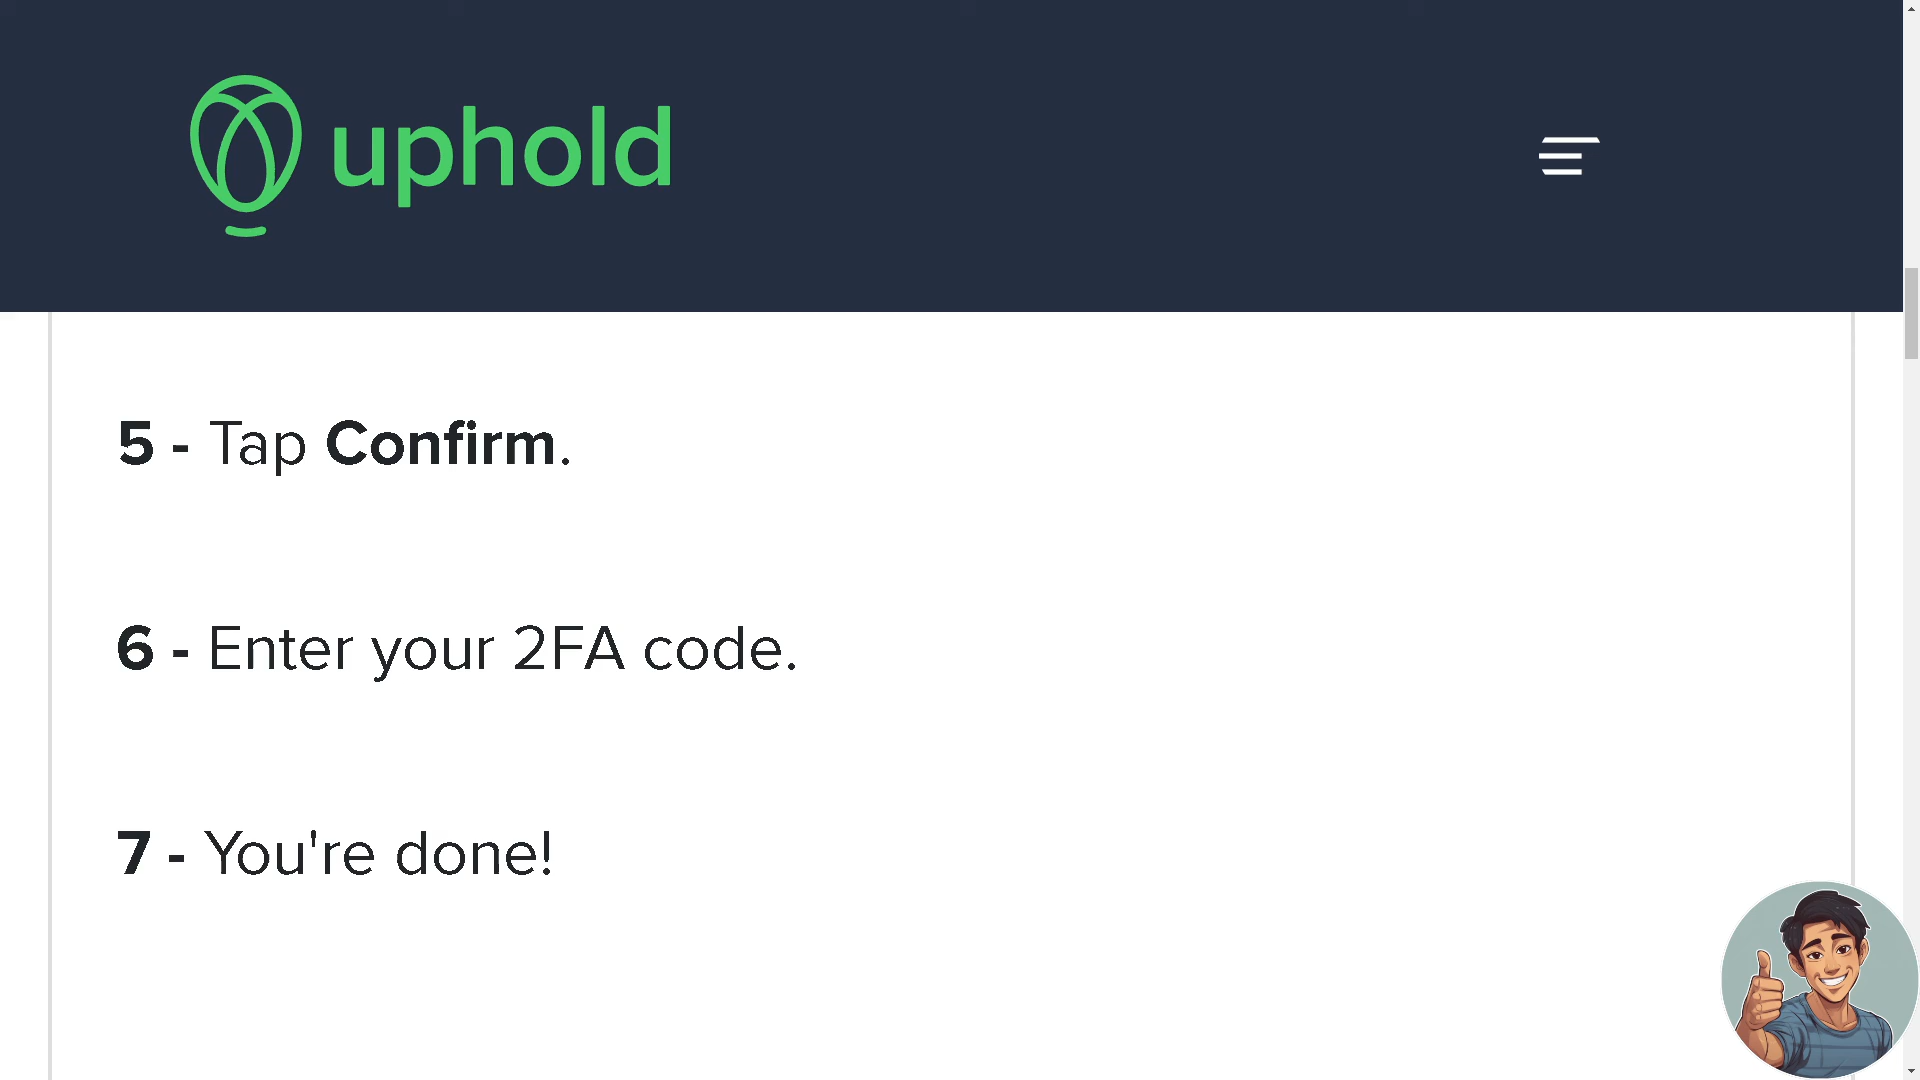 uphold
5 - Tap Confirm.
6 - Enter your 2FA code.
7 - You're done!